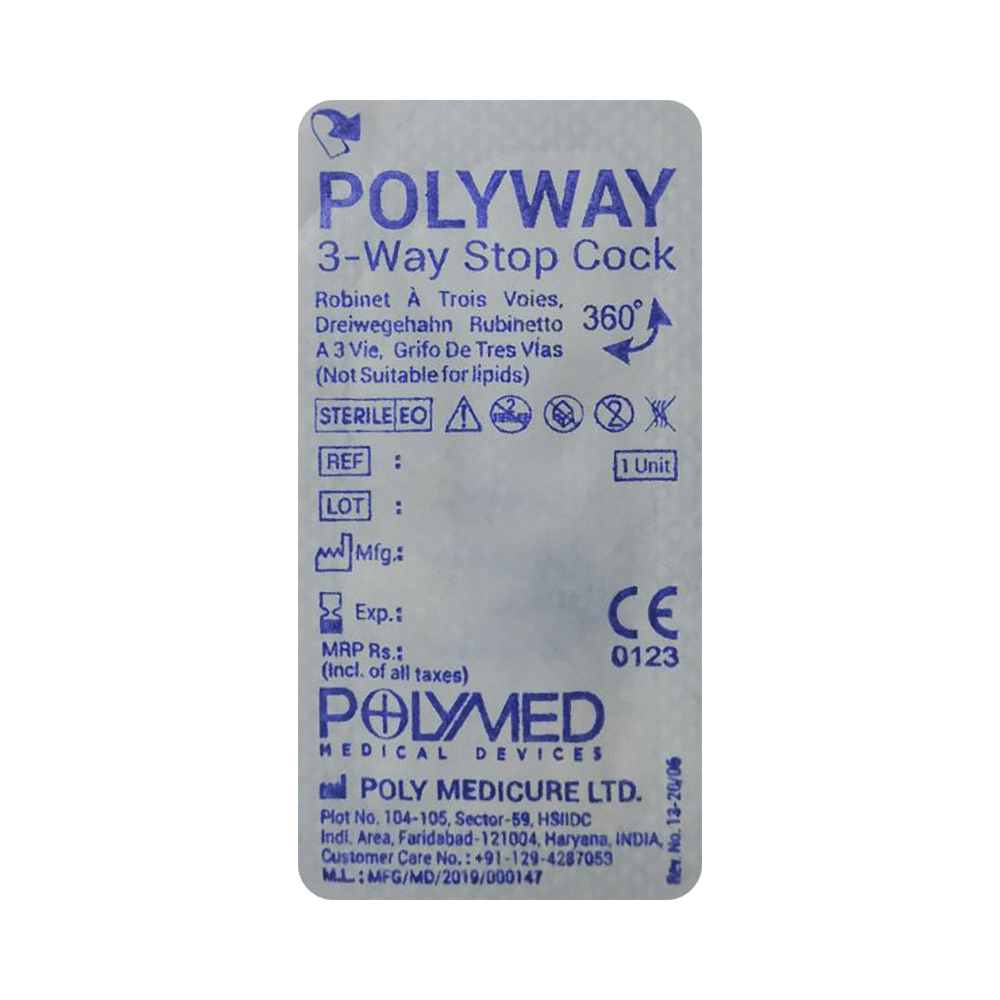 POLYWAY
3-Way Stop Cock
Robinet À Trois Voies,
Dreiwegehahn Rubinetto
A 3 Vie, Grifo De Tres Vías
(Not Suitable for lipids)
360°
STERILE EO
REF :
1 Unit
LOT :
Mfg.:
Exp.:
CE
0123
MRP Rs.:
(Incl. of all taxes)
POLYMED
MEDICAL DEVICES
POLY MEDICURE LTD.
Plot No. 104-105, Sector-59, HSIIDC
Indl. Area, Faridabad-121004, Haryana, INDIA,
Customer Care No. : +91-129-4287053
M.L. : MFG/MD/2019/000147
Rev. No. 13-20/06